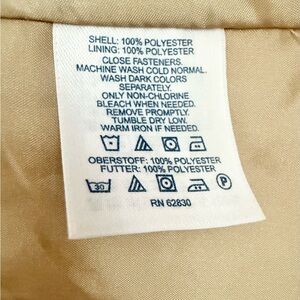 SHELL: 100% POLYESTER
LINING: 100% POLYESTER
CLOSE FASTENERS.
MACHINE WASH COLD NORMAL.
WASH DARK COLORS
SEPARATELY.
ONLY NON-CHLORINE
BLEACH WHEN NEEDED.
REMOVE PROMPTLY.
TUMBLE DRY LOW.
WARM IRON IF NEEDED.
OBERSTOFF: 100% POLYESTER
FUTTER: 100% POLYESTER
30 P
RN 62830